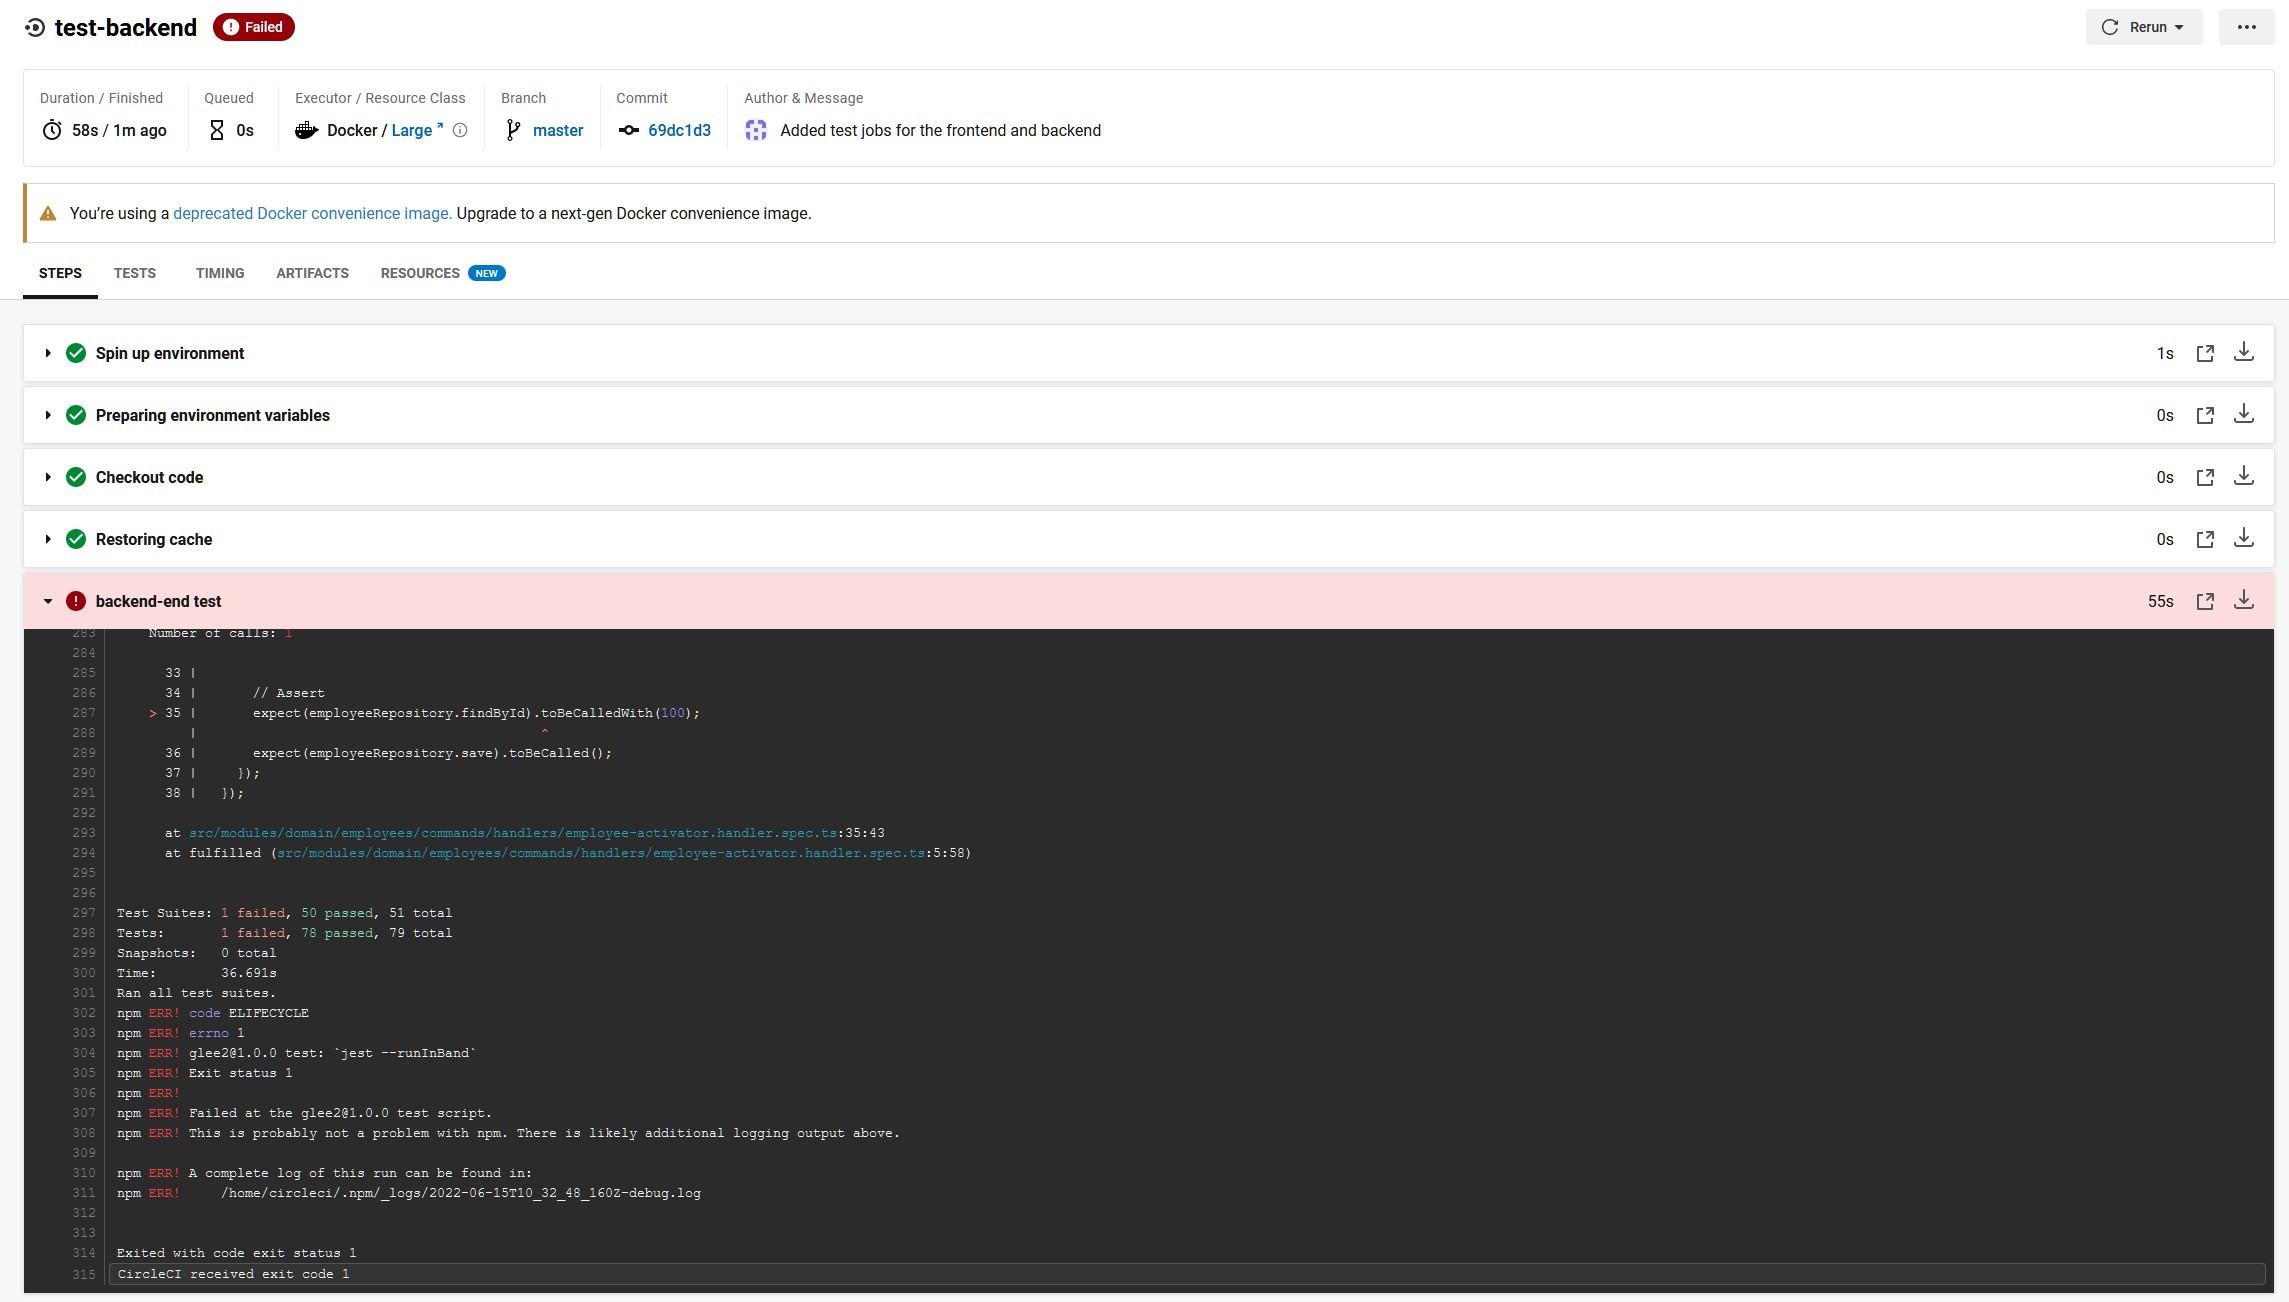 test-backend Failed Rerun
Duration / Finished Queued Executor / Resource Class Branch Commit Author & Message
58s / 1m ago 0s Docker / Large master 69dc1d3 Added test jobs for the frontend and backend
You're using a deprecated Docker convenience image. Upgrade to a next-gen Docker convenience image.
STEPS TESTS TIMING ARTIFACTS RESOURCES NEW
Spin up environment 1s
Preparing environment variables 0s
Checkout code 0s
Restoring cache 0s
backend-end test 55s
283 Number of calls: 1
284
285 33 |
286 34 | // Assert
287 > 35 | expect(employeeRepository.findById).toBeCalledWith(100);
288 | ^
289 36 | expect(employeeRepository.save).toBeCalled();
290 37 | });
291 38 | });
292
293 at src/modules/domain/employees/commands/handlers/employee-activator.handler.spec.ts:35:43
294 at fulfilled (src/modules/domain/employees/commands/handlers/employee-activator.handler.spec.ts:5:58)
295
296
297 Test Suites: 1 failed, 50 passed, 51 total
298 Tests: 1 failed, 78 passed, 79 total
299 Snapshots: 0 total
300 Time: 36.691s
301 Ran all test suites.
302 npm ERR! code ELIFECYCLE
303 npm ERR! errno 1
304 npm ERR! glee2@1.0.0 test: `jest --runInBand`
305 npm ERR! Exit status 1
306 npm ERR!
307 npm ERR! Failed at the glee2@1.0.0 test script.
308 npm ERR! This is probably not a problem with npm. There is likely additional logging output above.
309
310 npm ERR! A complete log of this run can be found in:
311 npm ERR! /home/circleci/.npm/_logs/2022-06-15T10_32_48_160Z-debug.log
312
313
314 Exited with code exit status 1
315 CircleCI received exit code 1